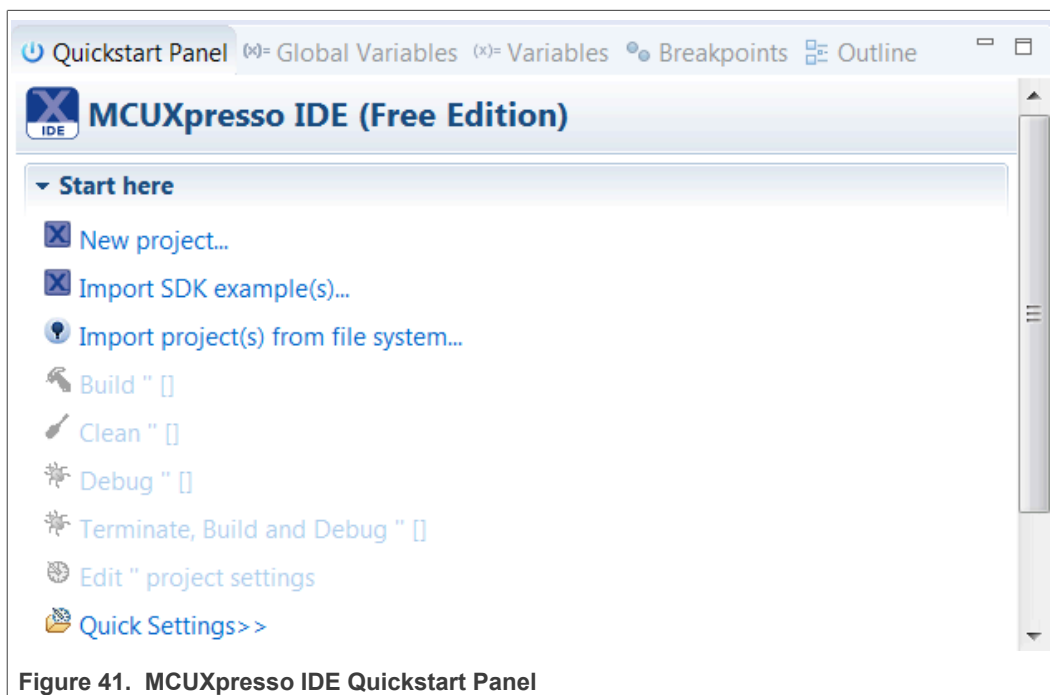 Quickstart Panel (x)= Global Variables (x)= Variables Breakpoints Outline
IDE MCUXpresso IDE (Free Edition)
Start here
New project...
Import SDK example(s)...
Import project(s) from file system...
Build '' []
Clean '' []
Debug '' []
Terminate, Build and Debug '' []
Edit '' project settings
Quick Settings>>
Figure 41. MCUXpresso IDE Quickstart Panel